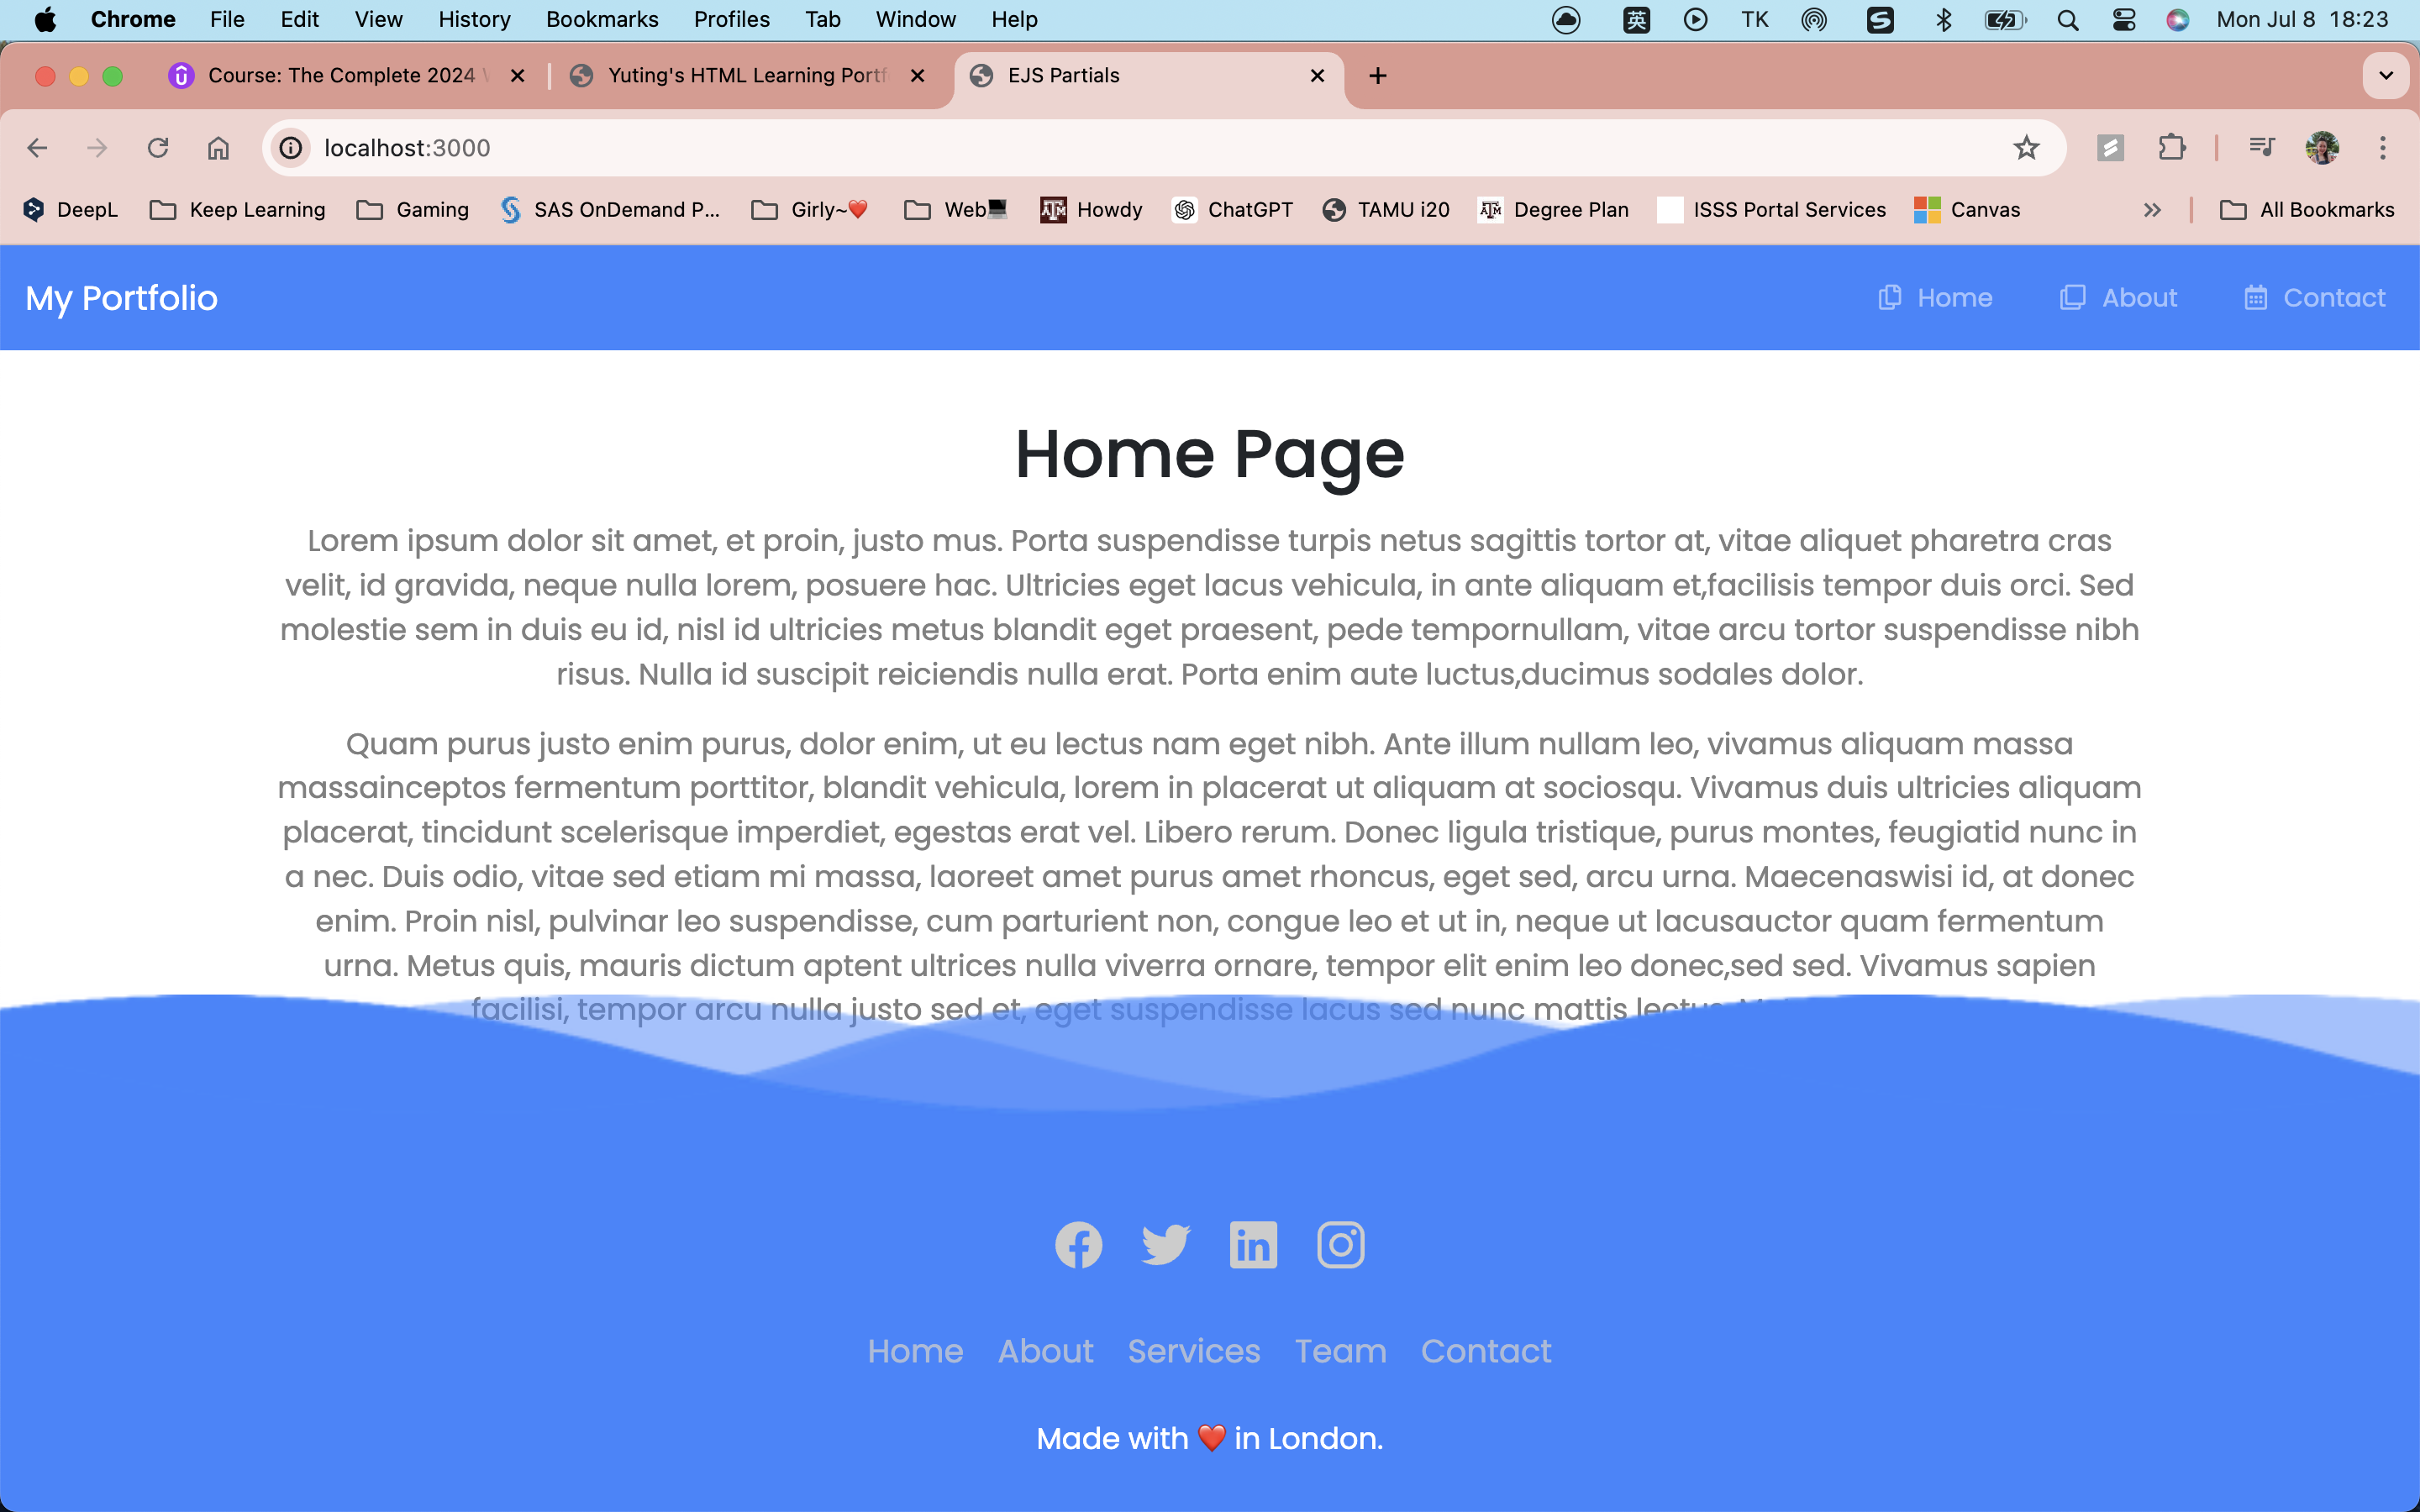 Chrome File Edit View History Bookmarks Profiles Tab Window Help 英 TK Mon Jul 8 18:23
Course: The Complete 2024 Yuting's HTML Learning Portf EJS Partials
localhost:3000
DeepL Keep Learning Gaming SAS OnDemand P... Girly~❤️ Web💻 Howdy ChatGPT TAMU i20 Degree Plan ISSS Portal Services Canvas All Bookmarks
My Portfolio Home About Contact
Home Page
Lorem ipsum dolor sit amet, et proin, justo mus. Porta suspendisse turpis netus sagittis tortor at, vitae aliquet pharetra cras
velit, id gravida, neque nulla lorem, posuere hac. Ultricies eget lacus vehicula, in ante aliquam et,facilisis tempor duis orci. Sed
molestie sem in duis eu id, nisl id ultricies metus blandit eget praesent, pede tempornullam, vitae arcu tortor suspendisse nibh
risus. Nulla id suscipit reiciendis nulla erat. Porta enim aute luctus,ducimus sodales dolor.
Quam purus justo enim purus, dolor enim, ut eu lectus nam eget nibh. Ante illum nullam leo, vivamus aliquam massa
massainceptos fermentum porttitor, blandit vehicula, lorem in placerat ut aliquam at sociosqu. Vivamus duis ultricies aliquam
placerat, tincidunt scelerisque imperdiet, egestas erat vel. Libero rerum. Donec ligula tristique, purus montes, feugiatid nunc in
a nec. Duis odio, vitae sed etiam mi massa, laoreet amet purus amet rhoncus, eget sed, arcu urna. Maecenaswisi id, at donec
enim. Proin nisl, pulvinar leo suspendisse, cum parturient non, congue leo et ut in, neque ut lacusauctor quam fermentum
urna. Metus quis, mauris dictum aptent ultrices nulla viverra ornare, tempor elit enim leo donec,sed sed. Vivamus sapien
facilisi, tempor arcu nulla justo sed et, eget suspendisse lacus sed nunc mattis
Home About Services Team Contact
Made with ❤️ in London.